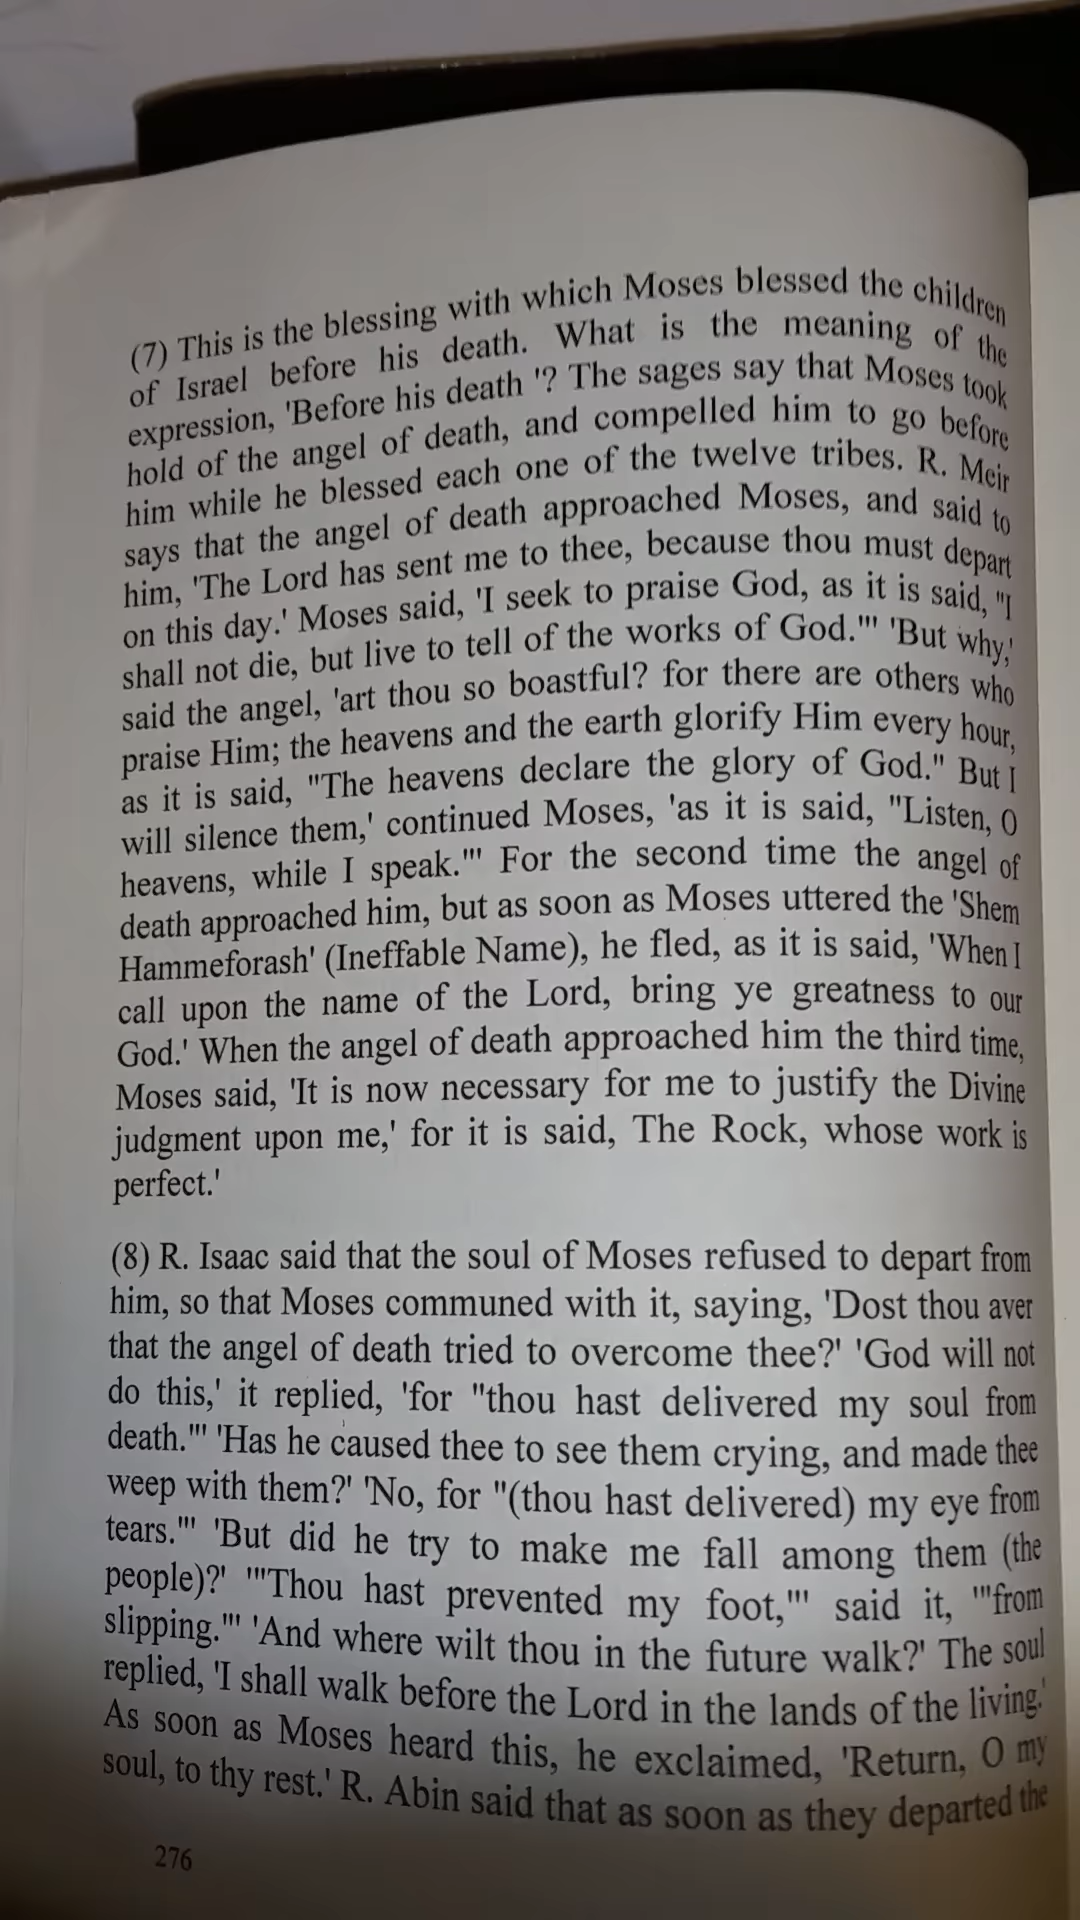 (7) This is the blessing with which Moses blessed the children
of Israel before his death. What is the meaning of the
expression, 'Before his death '? The sages say that Moses took
hold of the angel of death, and compelled him to go before
him while he blessed each one of the twelve tribes. R. Meir
says that the angel of death approached Moses, and said to
him, 'The Lord has sent me to thee, because thou must depart
on this day.' Moses said, 'I seek to praise God, as it is said, "I
shall not die, but live to tell of the works of God."' 'But why,'
said the angel, 'art thou so boastful? for there are others who
praise Him; the heavens and the earth glorify Him every hour,
as it is said, "The heavens declare the glory of God." But I
will silence them,' continued Moses, 'as it is said, "Listen, O
heavens, while I speak."' For the second time the angel of
death approached him, but as soon as Moses uttered the 'Shem
Hammeforash' (Ineffable Name), he fled, as it is said, 'When I
call upon the name of the Lord, bring ye greatness to our
God.' When the angel of death approached him the third time,
Moses said, 'It is now necessary for me to justify the Divine
judgment upon me,' for it is said, The Rock, whose work is
perfect.'
(8) R. Isaac said that the soul of Moses refused to depart from
him, so that Moses communed with it, saying, 'Dost thou aver
that the angel of death tried to overcome thee?' 'God will not
do this,' it replied, 'for "thou hast delivered my soul from
death."' 'Has he caused thee to see them crying, and made thee
weep with them?' 'No, for "(thou hast delivered) my eye from
tears."' 'But did he try to make me fall among them (the
people)?' '"Thou hast prevented my foot,"' said it, '"from
slipping."' 'And where wilt thou in the future walk?' The soul
replied, 'I shall walk before the Lord in the lands of the living.'
As soon as Moses heard this, he exclaimed, 'Return, O my
soul, to thy rest.' R. Abin said that as soon as they departed the
276